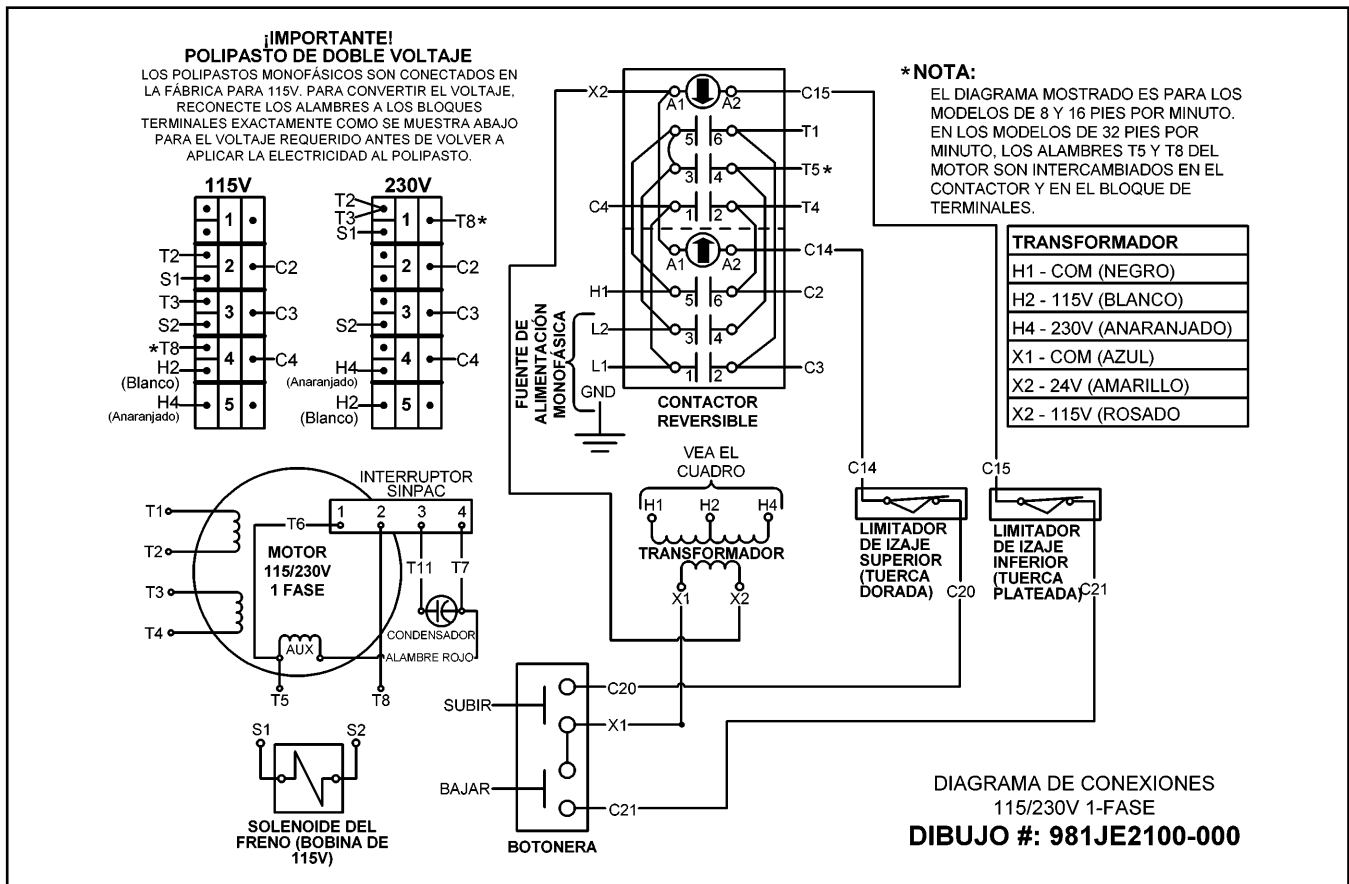 ¡IMPORTANTE!
POLIPASTO DE DOBLE VOLTAJE
LOS POLIPASTOS MONOFÁSICOS SON CONECTADOS EN
LA FÁBRICA PARA 115V. PARA CONVERTIR EL VOLTAJE,
RECONECTE LOS ALAMBRES A LOS BLOQUES
TERMINALES EXACTAMENTE COMO SE MUESTRA ABAJO
PARA EL VOLTAJE REQUERIDO ANTES DE VOLVER A
APLICAR LA ELECTRICIDAD AL POLIPASTO.
115V
1
T2
S1
2
C2
T3
S2
3
C3
*T8
H2
(Blanco)
4
C4
H4
(Anaranjado)
5
230V
T2
T3
S1
1
T8*
2
C2
S2
3
C3
H4
(Anaranjado)
4
C4
H2
(Blanco)
5
X2
A1
A2
C15
5
6
T1
3
4
T5*
C4
1
2
T4
A1
A2
C14
H1
5
6
C2
L2
3
4
L1
1
2
C3
GND
FUENTE DE
ALIMENTACIÓN
MONOFÁSICA
CONTACTOR
REVERSIBLE
*NOTA:
EL DIAGRAMA MOSTRADO ES PARA LOS
MODELOS DE 8 Y 16 PIES POR MINUTO.
EN LOS MODELOS DE 32 PIES POR
MINUTO, LOS ALAMBRES T5 Y T8 DEL
MOTOR SON INTERCAMBIADOS EN EL
CONTACTOR Y EN EL BLOQUE DE
TERMINALES.
TRANSFORMADOR
H1 - COM (NEGRO)
H2 - 115V (BLANCO)
H4 - 230V (ANARANJADO)
X1 - COM (AZUL)
X2 - 24V (AMARILLO)
X2 - 115V (ROSADO
INTERRUPTOR
SINPAC
1 2 3 4
T1
T2
T3
T4
T6
MOTOR
115/230V
1 FASE
T11
T7
CONDENSADOR
AUX
ALAMBRE ROJO
T5
T8
VEA EL
CUADRO
H1 H2 H4
TRANSFORMADOR
X1 X2
C14
LIMITADOR
DE IZAJE
SUPERIOR
(TUERCA
DORADA)
C20
C15
LIMITADOR
DE IZAJE
INFERIOR
(TUERCA
PLATEADA)
C21
S1
S2
SOLENOIDE DEL
FRENO (BOBINA DE
115V)
SUBIR
C20
X1
BAJAR
C21
BOTONERA
DIAGRAMA DE CONEXIONES
115/230V 1-FASE
DIBUJO #: 981JE2100-000